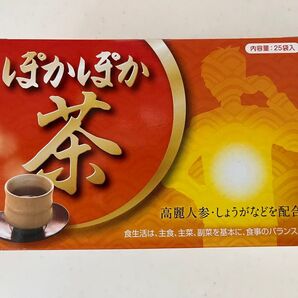 内容量:25袋入
ぽかぽか
茶
高麗人参・しょうがなどを配合
食生活は、主食、主菜、副菜を基本に、食事のバランス